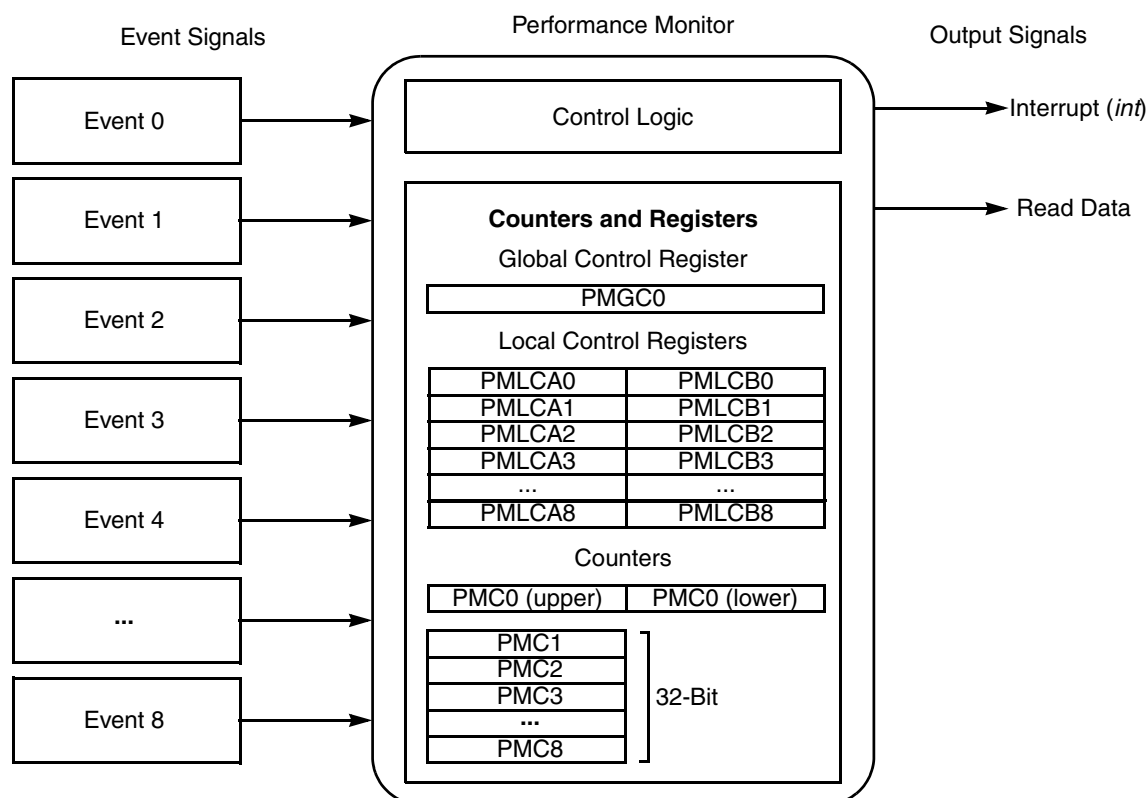 Event Signals
Performance Monitor
Output Signals
Event 0
Event 1
Event 2
Event 3
Event 4
...
Event 8
Control Logic
Counters and Registers
Global Control Register
PMGC0
Local Control Registers
PMLCA0 PMLCB0
PMLCA1 PMLCB1
PMLCA2 PMLCB2
PMLCA3 PMLCB3
... ...
PMLCA8 PMLCB8
Counters
PMC0 (upper) PMC0 (lower)
PMC1
PMC2
PMC3
...
PMC8
32-Bit
Interrupt (int)
Read Data